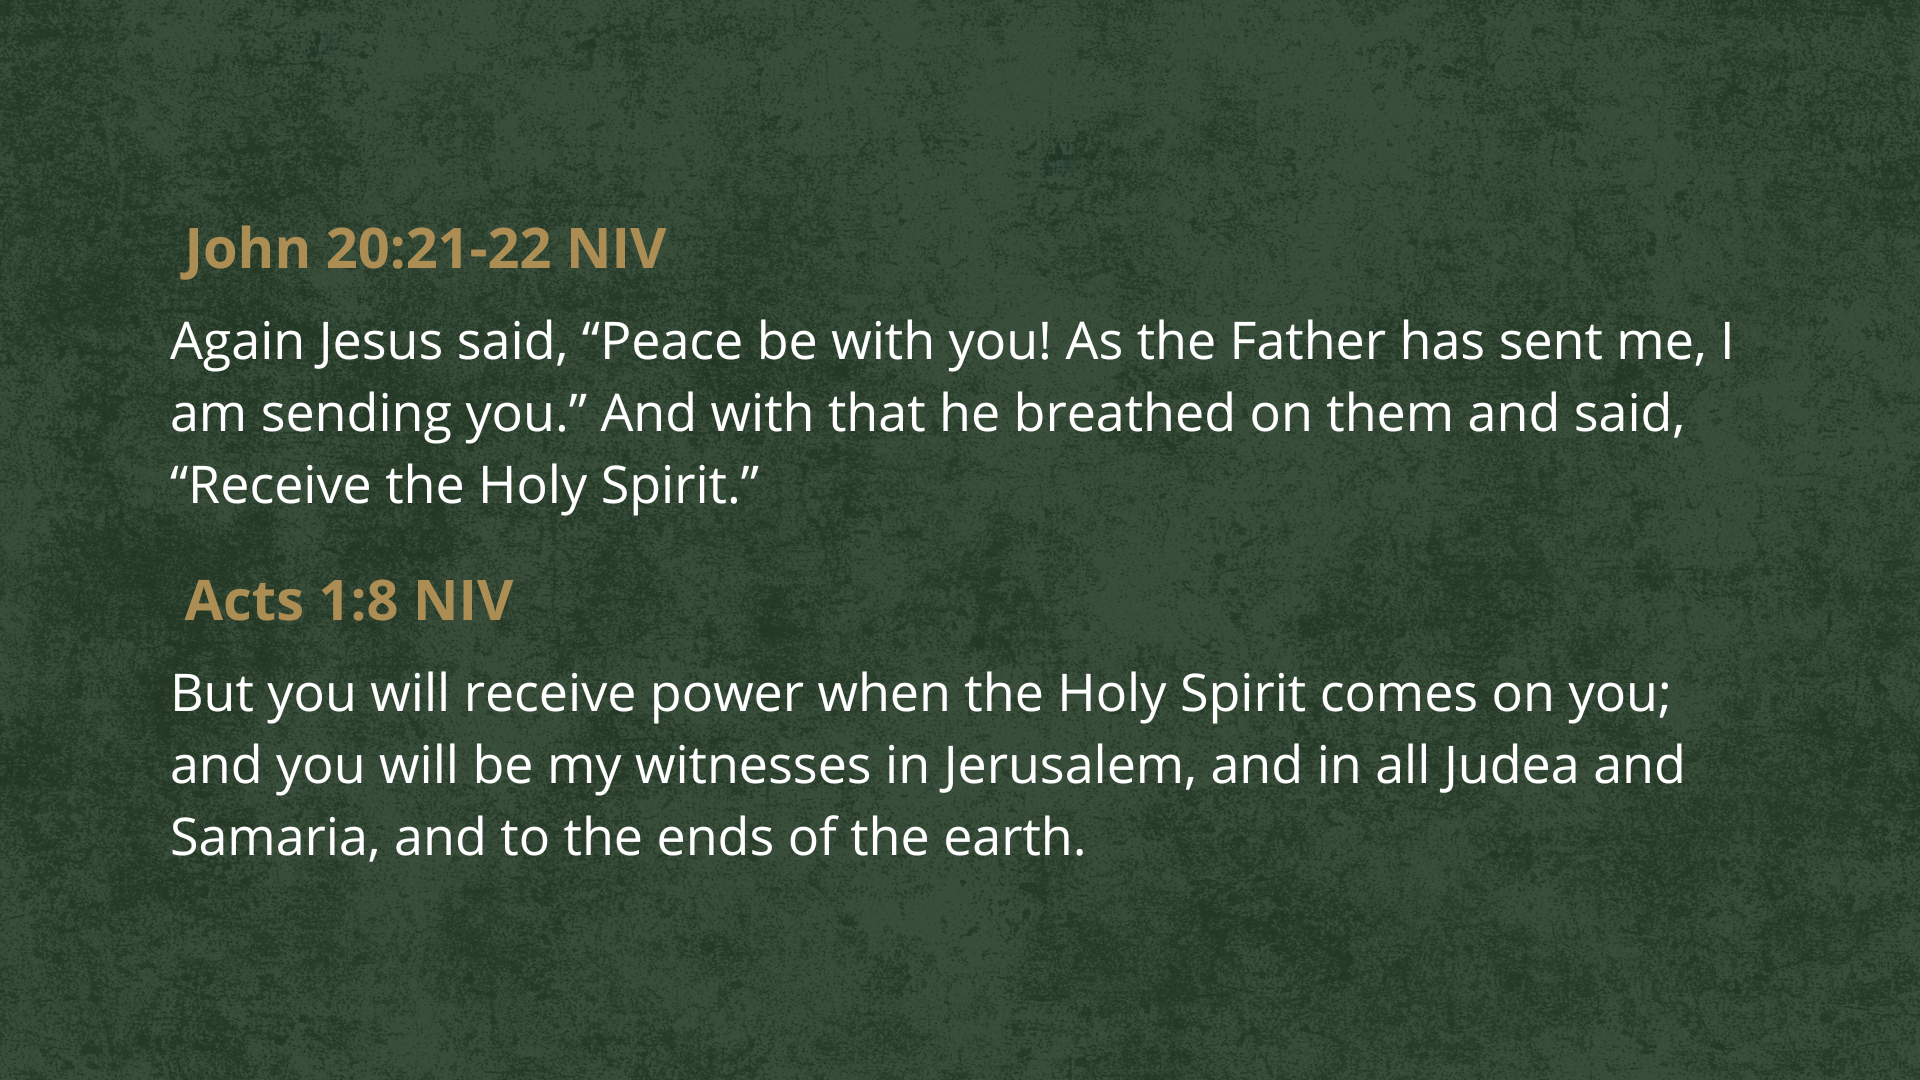 John 20:21-22 NIV
Again Jesus said, “Peace be with you! As the Father has sent me, I
am sending you.” And with that he breathed on them and said,
“Receive the Holy Spirit.”
Acts 1:8 NIV
But you will receive power when the Holy Spirit comes on you;
and you will be my witnesses in Jerusalem, and in all Judea and
Samaria, and to the ends of the earth.